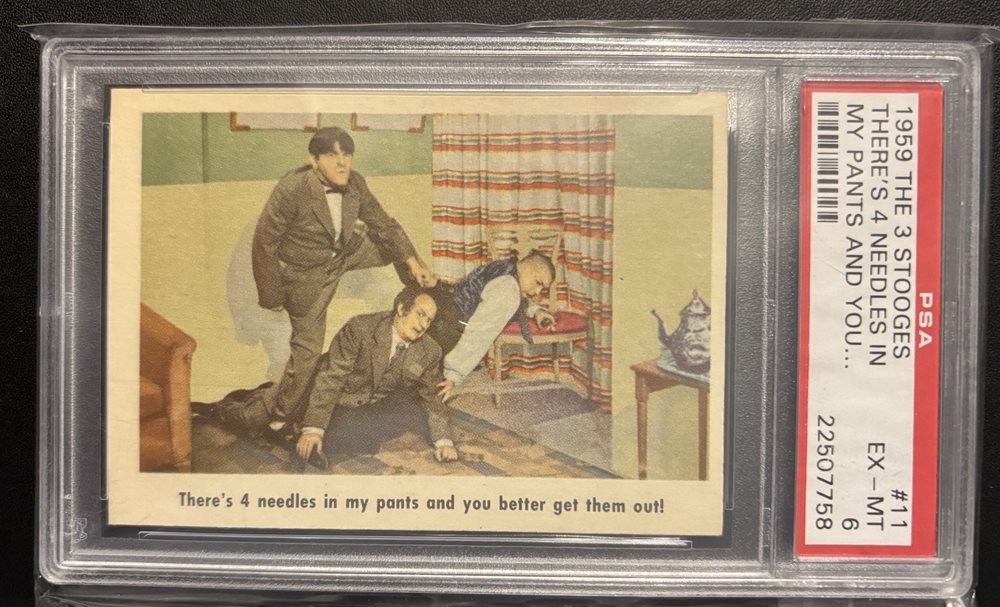 There's 4 needles in my pants and you better get them out!
PSA
1959 THE 3 STOOGES #11
THERE'S 4 NEEDLES IN EX - MT
MY PANTS AND YOU... 6
22507758